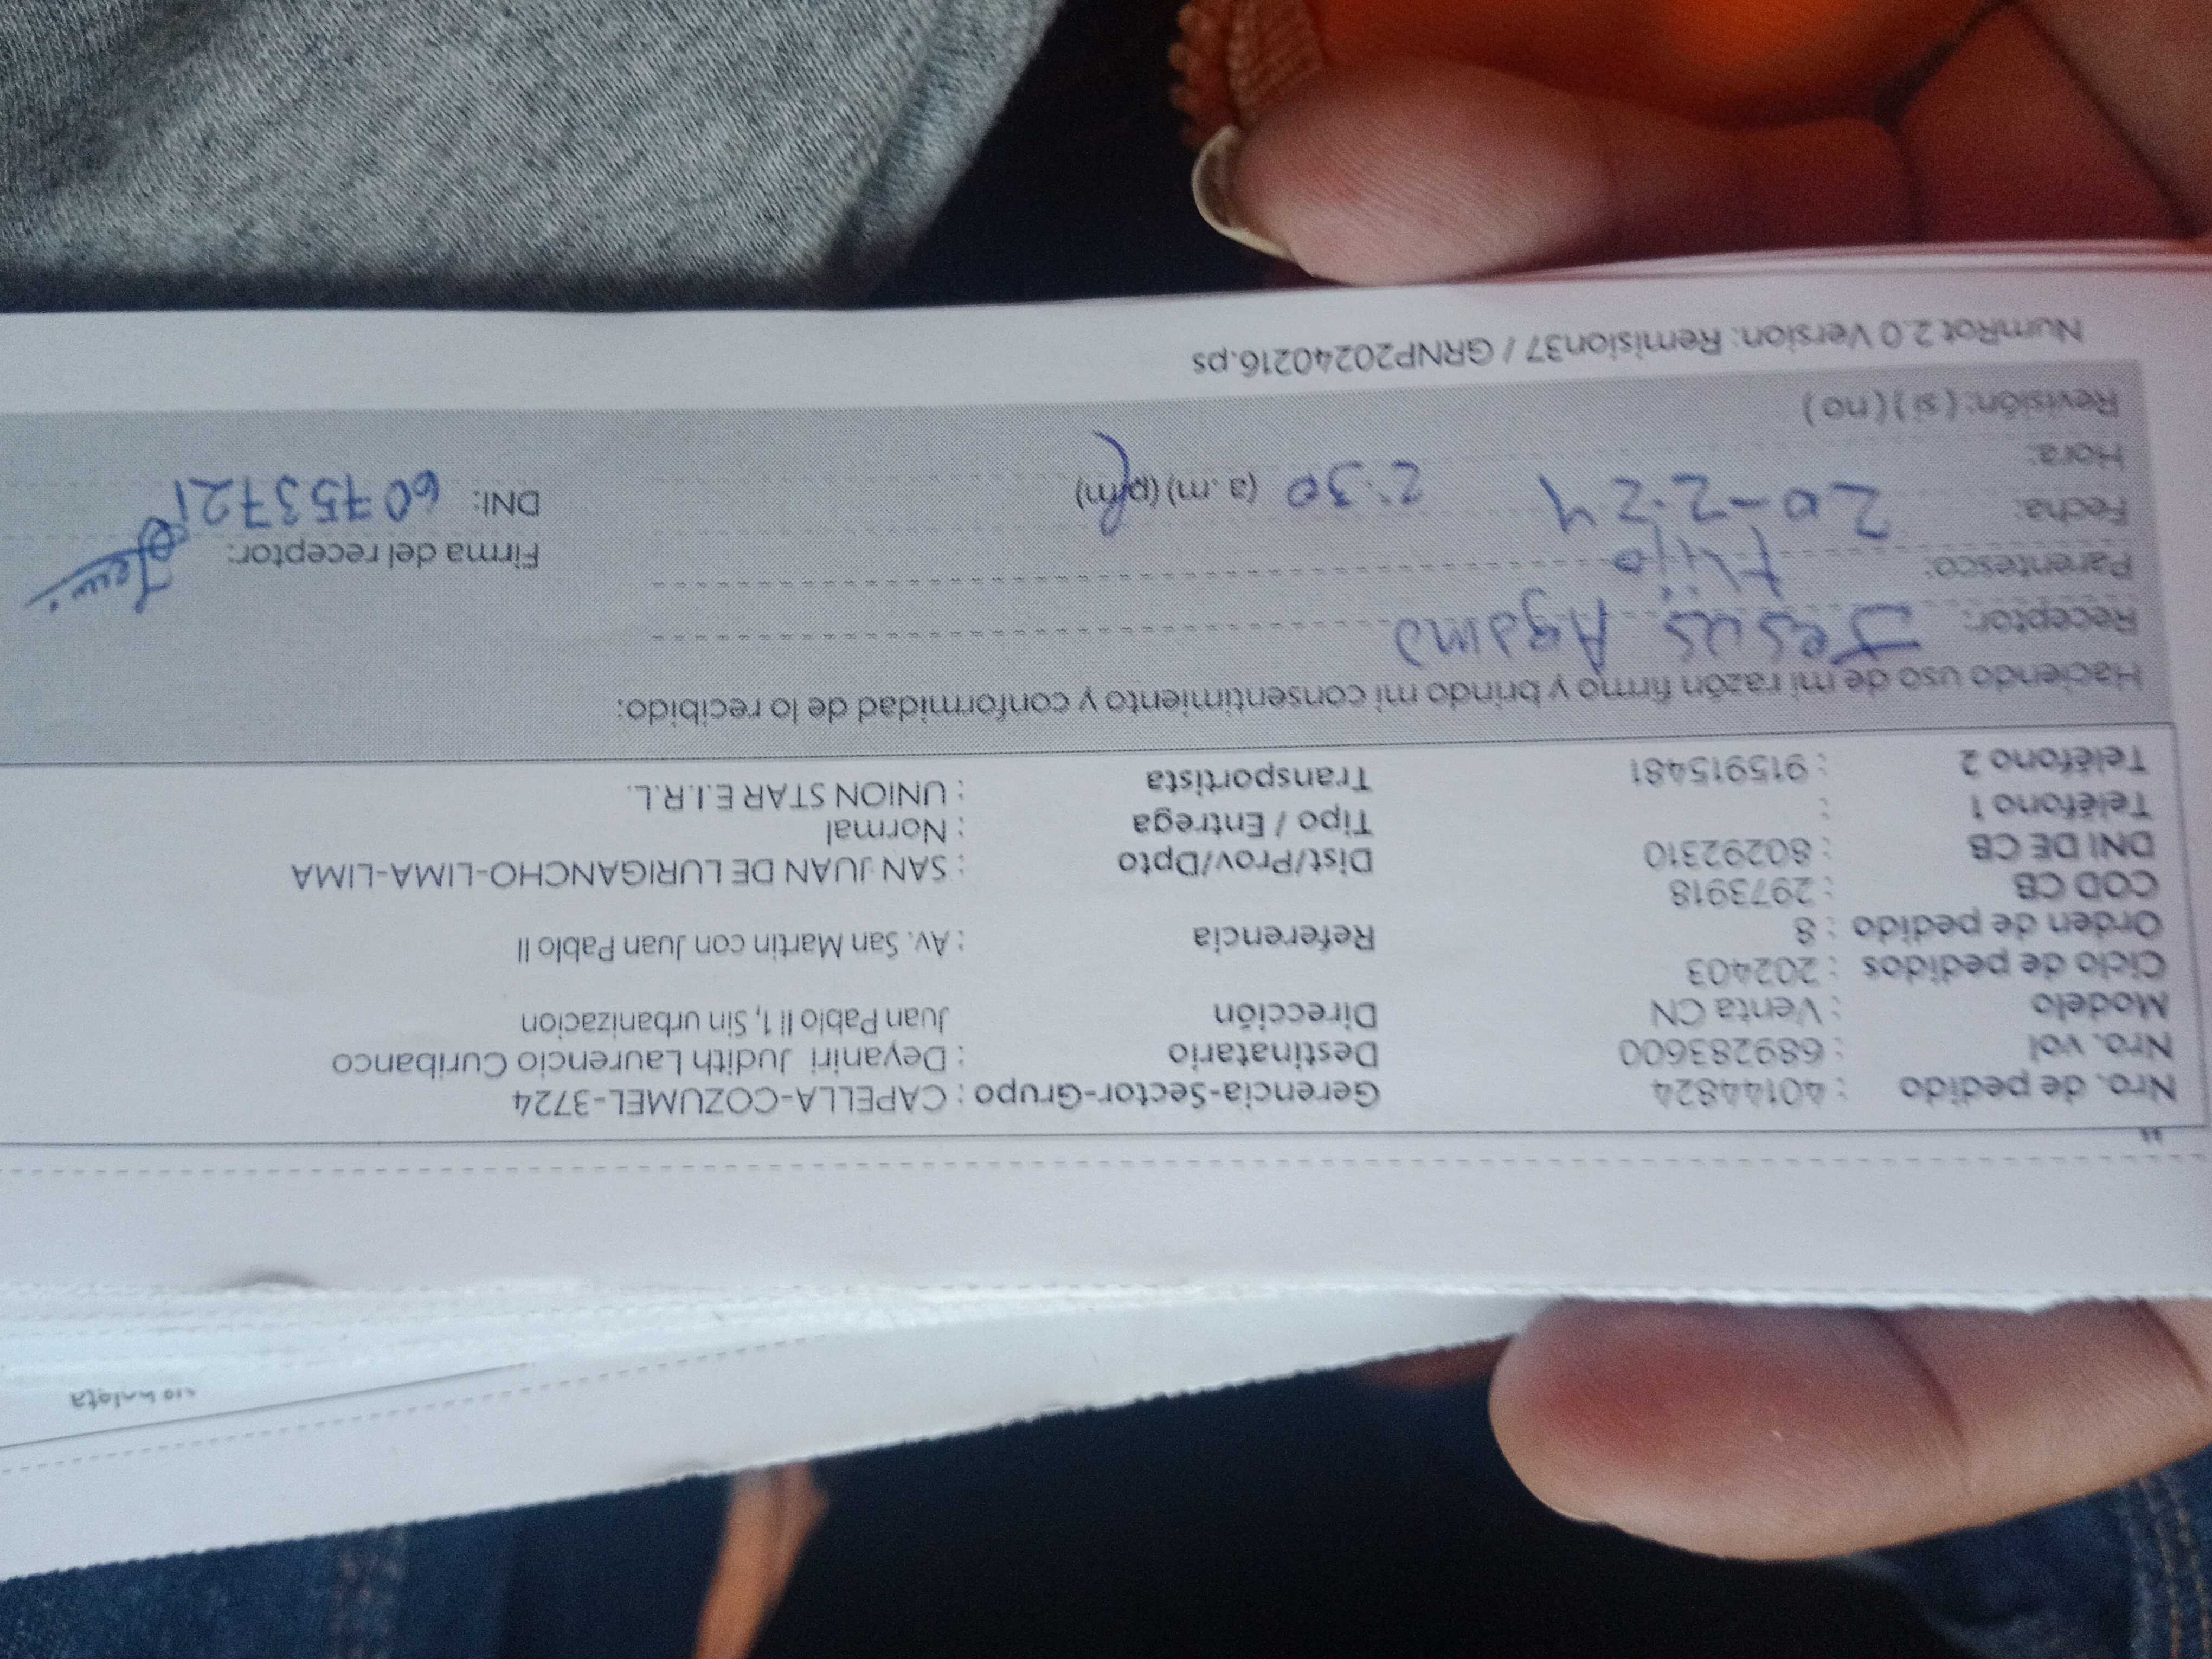 Nro. de pedido : 40144824 Gerencia-Sector-Grupo : CAPELLA-COZUMEL-3724
Nro. vol : 689283600 Destinatario : Deyaniri Judith Laurencio Curibanco
Modelo : Venta CN Dirección Juan Pablo II 1, Sin urbanizacion
Ciclo de pedidos : 202403
Orden de pedido : 8 Referencia : Av. San Martin con Juan Pablo II
COD CB : 2973918
DNI DE CB : 80292310 Dist/Prov/Dpto : SAN JUAN DE LURIGANCHO-LIMA-LIMA
Teléfono 1 : Tipo / Entrega : Normal
Teléfono 2 : 915915481 Transportista : UNION STAR E.I.R.L.
Haciendo uso de mi razón firmo y brindo mi consentimiento y conformidad de lo recibido:
Receptor: Jesus Agama
Parentesco: Hijo Firma del receptor: Jesus
Fecha: 20-2-24
Hora: 2:30 (a.m) (p.m) DNI: 60753721
Revisión: (si) (no)
NumRot 2.0 Version: Remision37 / GRNP20240216.ps